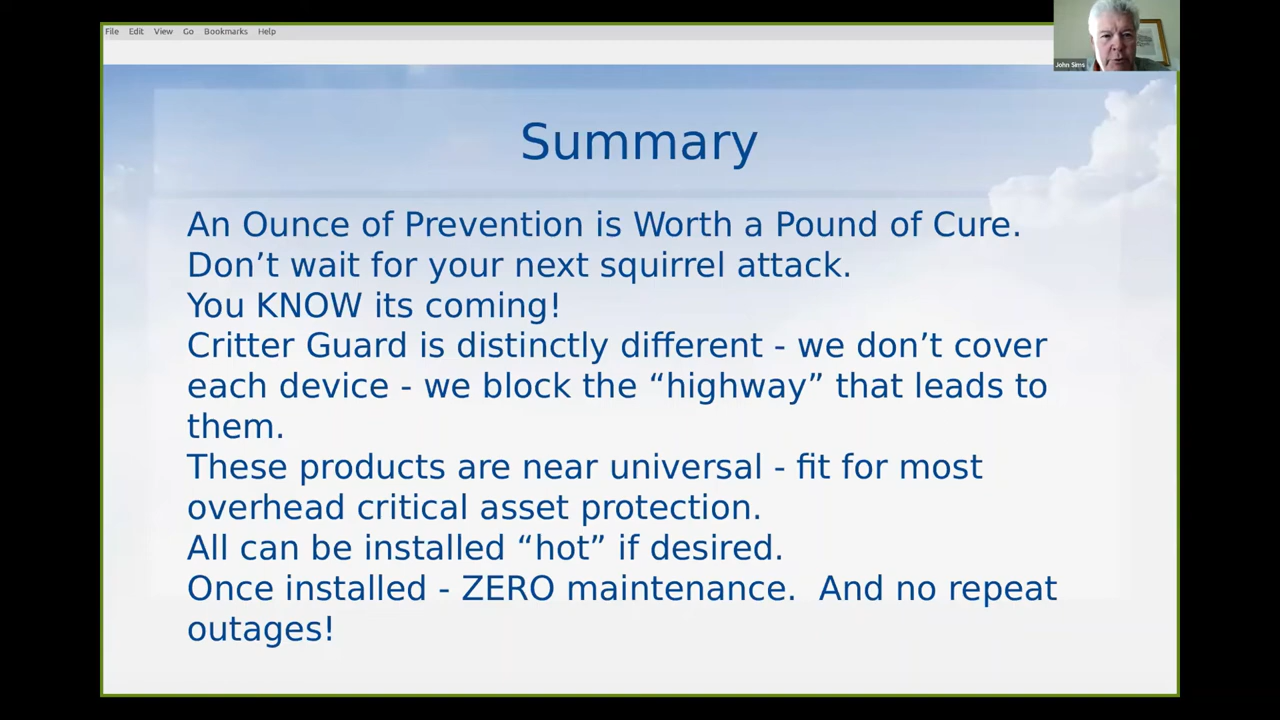 File Edit View Go Bookmarks Help
John Sims
Summary
An Ounce of Prevention is Worth a Pound of Cure.
Don’t wait for your next squirrel attack.
You KNOW its coming!
Critter Guard is distinctly different - we don’t cover
each device - we block the “highway” that leads to
them.
These products are near universal - fit for most
overhead critical asset protection.
All can be installed “hot” if desired.
Once installed - ZERO maintenance.  And no repeat
outages!